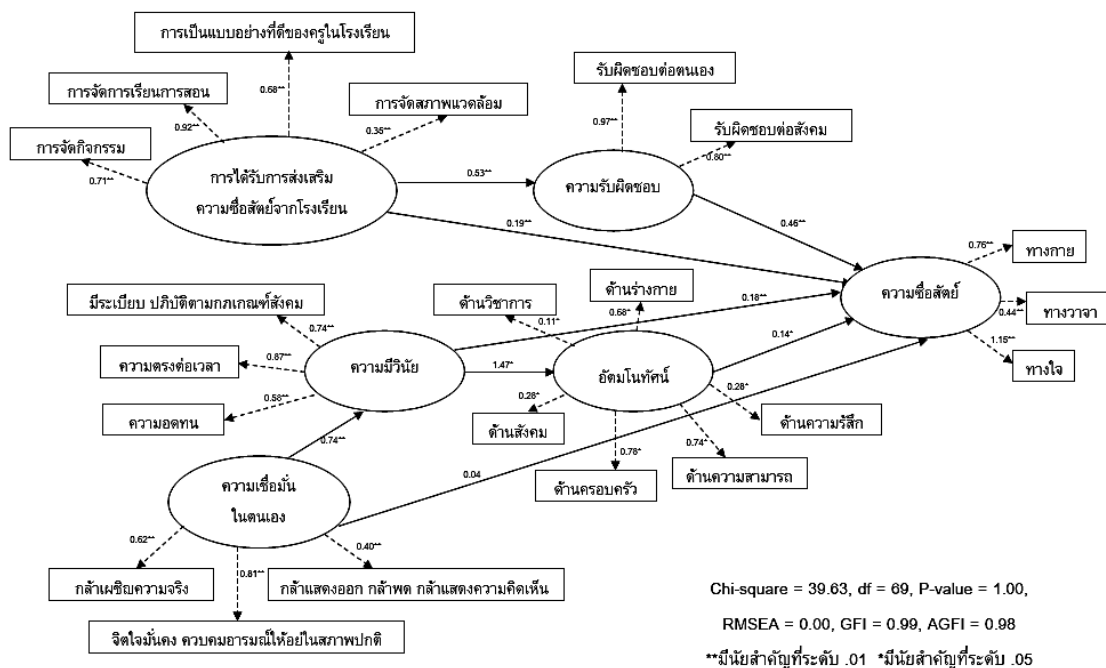 การเป็นแบบอย่างที่ดีของครูในโรงเรียน
รับผิดชอบต่อตนเอง
การจัดการเรียนการสอน
0.68**
การจัดสภาพแวดล้อม
0.92**
0.35**
0.97**
รับผิดชอบต่อสังคม
การจัดกิจกรรม
0.71**
0.80**
การได้รับการส่งเสริม
ความซื่อสัตย์จากโรงเรียน
0.53**
ความรับผิดชอบ
0.19**
0.46**
0.76**
ทางกาย
ความซื่อสัตย์
มีระเบียบ ปฏิบัติตามกฎเกณฑ์สังคม
ด้านวิชาการ
ด้านร่างกาย
0.18**
0.44**
ทางวาจา
0.74**
0.11*
0.68*
0.14*
1.15**
ความตรงต่อเวลา
0.87**
ความมีวินัย
1.47*
อัตมโนทัศน์
ทางใจ
ความอดทน
0.58**
0.28*
0.28*
ด้านสังคม
ด้านความรู้สึก
0.74**
0.78*
0.74*
ด้านความสามารถ
ด้านครอบครัว
ความเชื่อมั่น
ในตนเอง
0.04
0.62**
0.40**
0.81**
กล้าเผชิญความจริง
กล้าแสดงออก กล้าพูด กล้าแสดงความคิดเห็น
จิตใจมั่นคง ควบคุมอารมณ์ให้อยู่ในสภาพปกติ
Chi-square = 39.63, df = 69, P-value = 1.00,
RMSEA = 0.00, GFI = 0.99, AGFI = 0.98
**มีนัยสำคัญที่ระดับ .01 *มีนัยสำคัญที่ระดับ .05